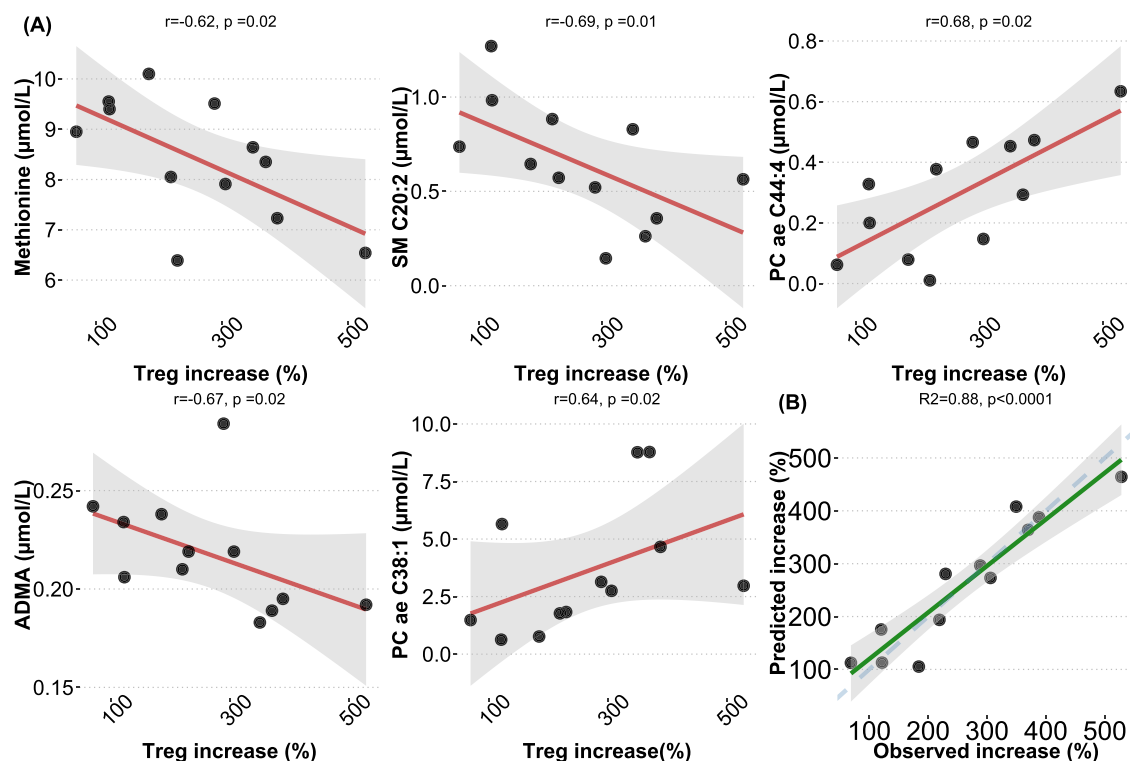 (A)
r=-0.62, p =0.02
Methionine (μmol/L)
10
9
8
7
6
100
300
500
Treg increase (%)
r=-0.69, p =0.01
SM C20:2 (μmol/L)
1.0
0.5
0.0
100
300
500
Treg increase (%)
r=0.68, p =0.02
PC ae C44:4 (μmol/L)
0.8
0.6
0.4
0.2
0.0
100
300
500
Treg increase (%)
r=-0.67, p =0.02
ADMA (μmol/L)
0.25
0.20
0.15
100
300
500
Treg increase (%)
r=0.64, p =0.02
PC ae C38:1 (μmol/L)
10.0
7.5
5.0
2.5
0.0
100
300
500
Treg increase(%)
(B)
R2=0.88, p<0.0001
Predicted increase (%)
500
400
300
200
100
100 200 300 400 500
Observed increase (%)